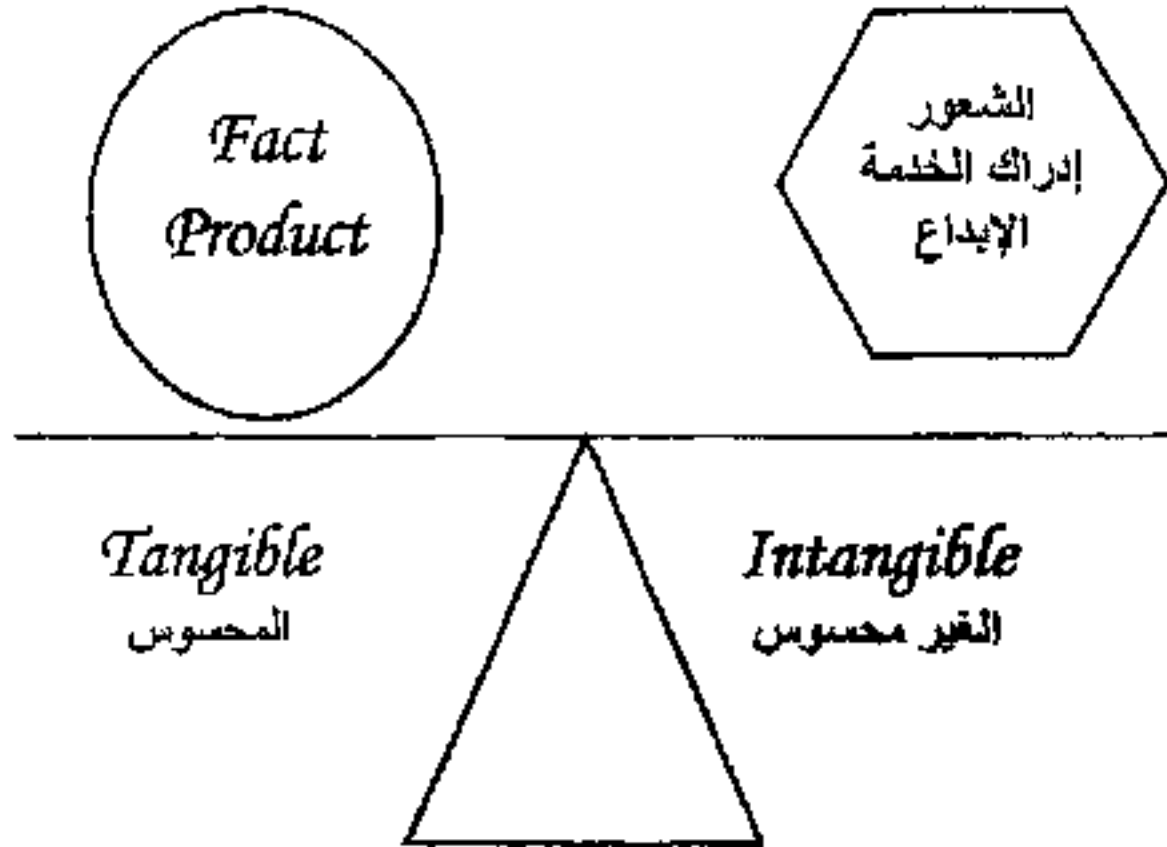 Fact
Product
الشعور
إدراك الخدمة
الإبداع
Tangible
المحسوس
Intangible
الغير محسوس